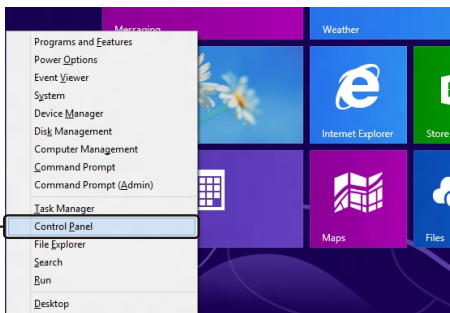 Messaging
Weather
Programs and Features
Power Options
Event Viewer
System
Device Manager
Disk Management
Computer Management
Command Prompt
Command Prompt (Admin)
Task Manager
Control Panel
File Explorer
Search
Run
Desktop
Internet Explorer
Store
Maps
Files